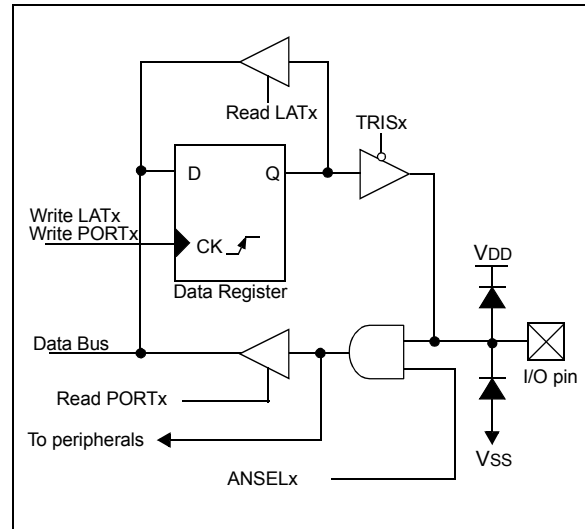 Read LATx
TRISx
D Q
Write LATx
Write PORTx
CK
VDD
Data Register
Data Bus
I/O pin
Read PORTx
To peripherals
VSS
ANSELx